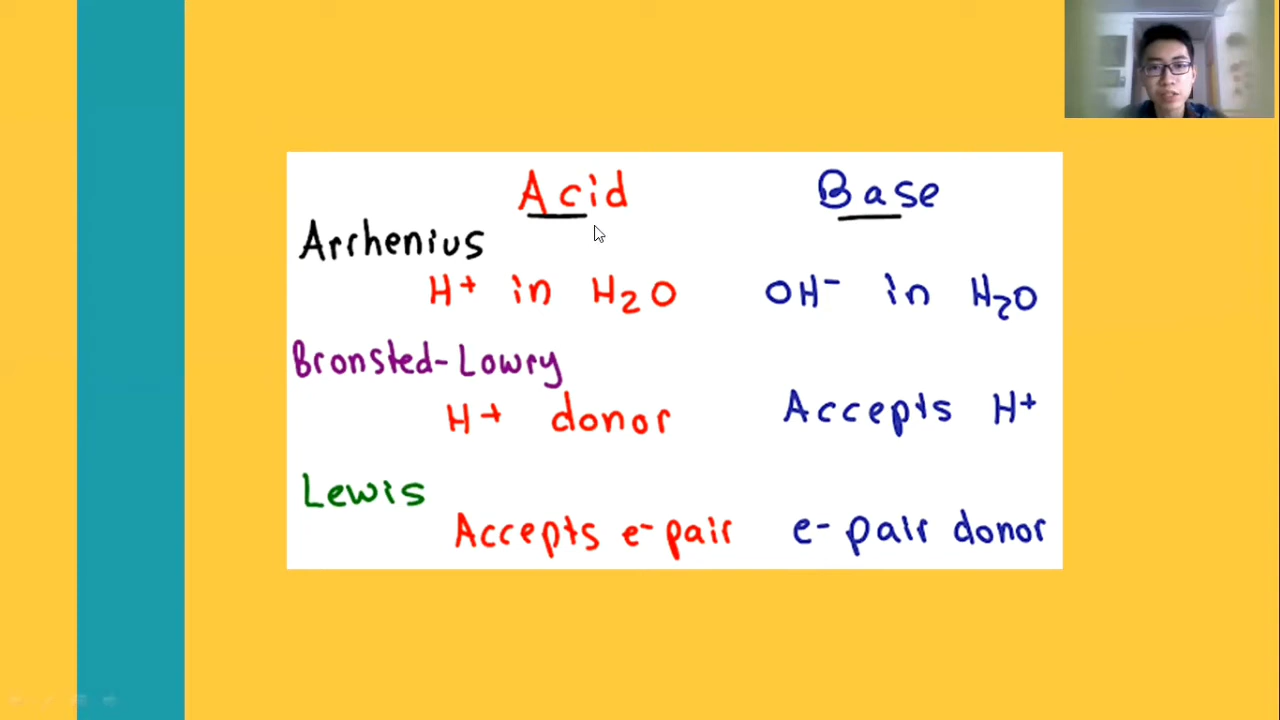 Acid Base
Arrhenius
H+ in H2O OH- in H2O
Bronsted-Lowry
H+ donor Accepts H+
Lewis
Accepts e- pair e- pair donor